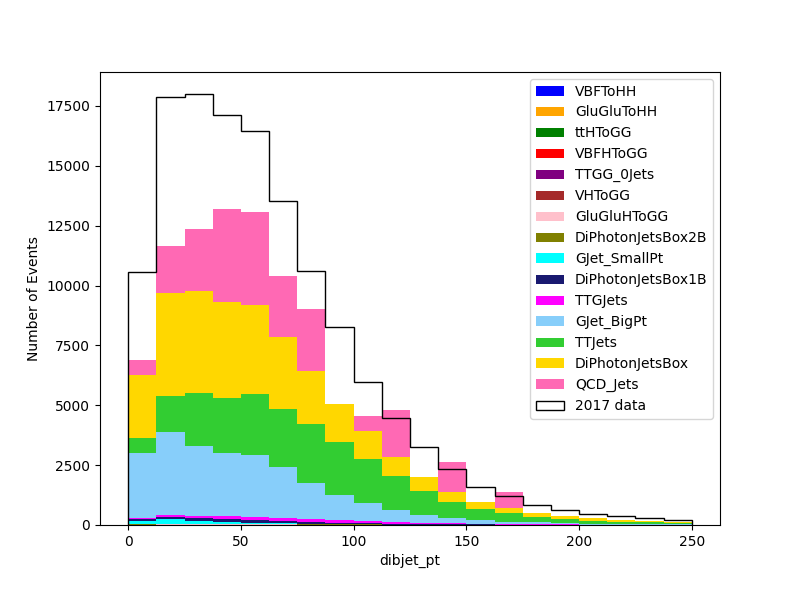 Number of Events
17500
15000
12500
10000
7500
5000
2500
0
0
50
100
150
200
250
dibjet_pt
VBFToHH
GluGluToHH
ttHToGG
VBFHToGG
TTGG_0Jets
VHToGG
GluGluHToGG
DiPhotonJetsBox2B
GJet_SmallPt
DiPhotonJetsBox1B
TTGJets
GJet_BigPt
TTJets
DiPhotonJetsBox
QCD_Jets
2017 data